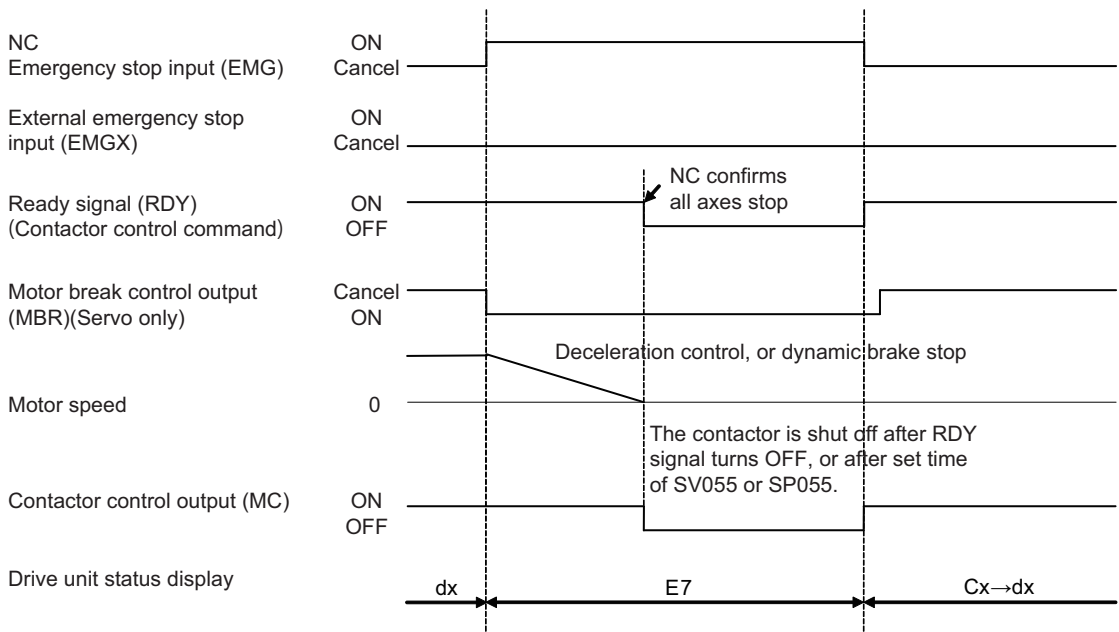 NC
Emergency stop input (EMG)
ON
Cancel
External emergency stop
input (EMGX)
ON
Cancel
NC confirms
all axes stop
Ready signal (RDY)
(Contactor control command)
ON
OFF
Motor break control output
(MBR)(Servo only)
Cancel
ON
Deceleration control, or dynamic brake stop
Motor speed
0
The contactor is shut off after RDY
signal turns OFF, or after set time
of SV055 or SP055.
Contactor control output (MC)
ON
OFF
Drive unit status display
dx
E7
Cx→dx